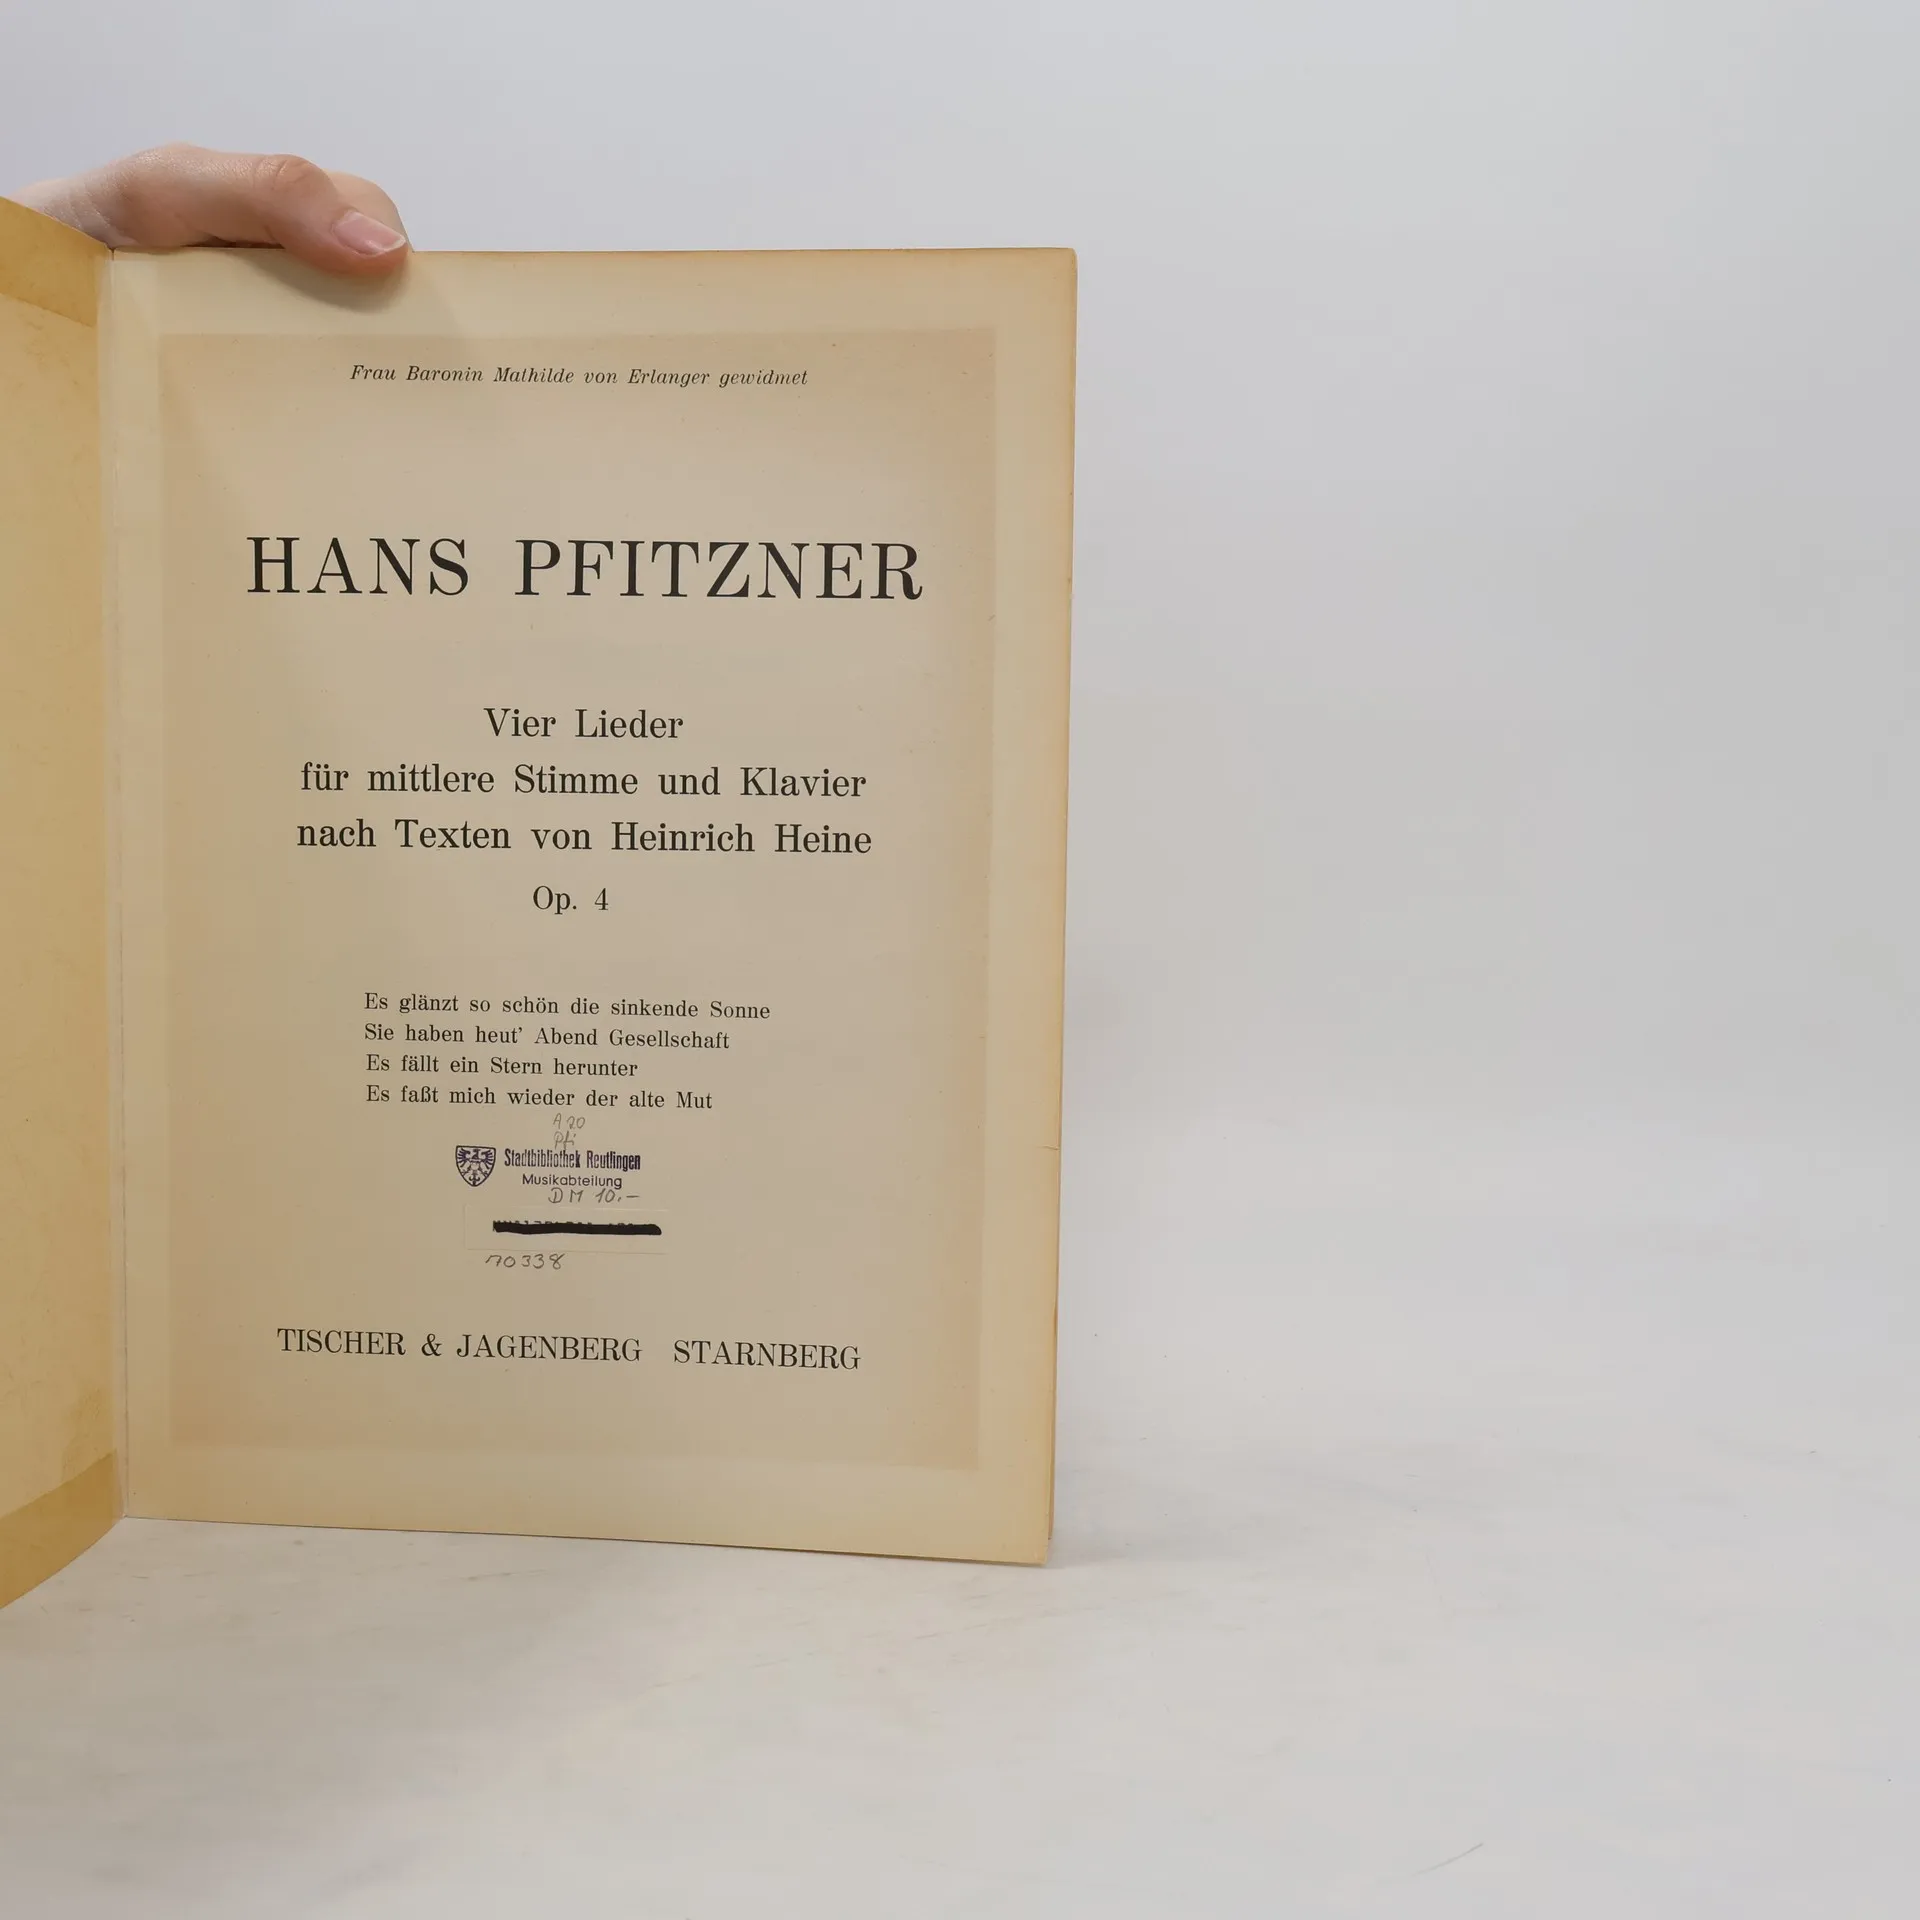 Frau Baronin Mathilde von Erlanger gewidmet
HANS PFITZNER
Vier Lieder
für mittlere Stimme und Klavier
nach Texten von Heinrich Heine
Op. 4
Es glänzt so schön die sinkende Sonne
Sie haben heut' Abend Gesellschaft
Es fällt ein Stern herunter
Es faßt mich wieder der alte Mut
A 20
Pfi
Stadtbibliothek Reutlingen
Musikabteilung
DM 10.-
TISCHER & JAGENBERG STARNBERG